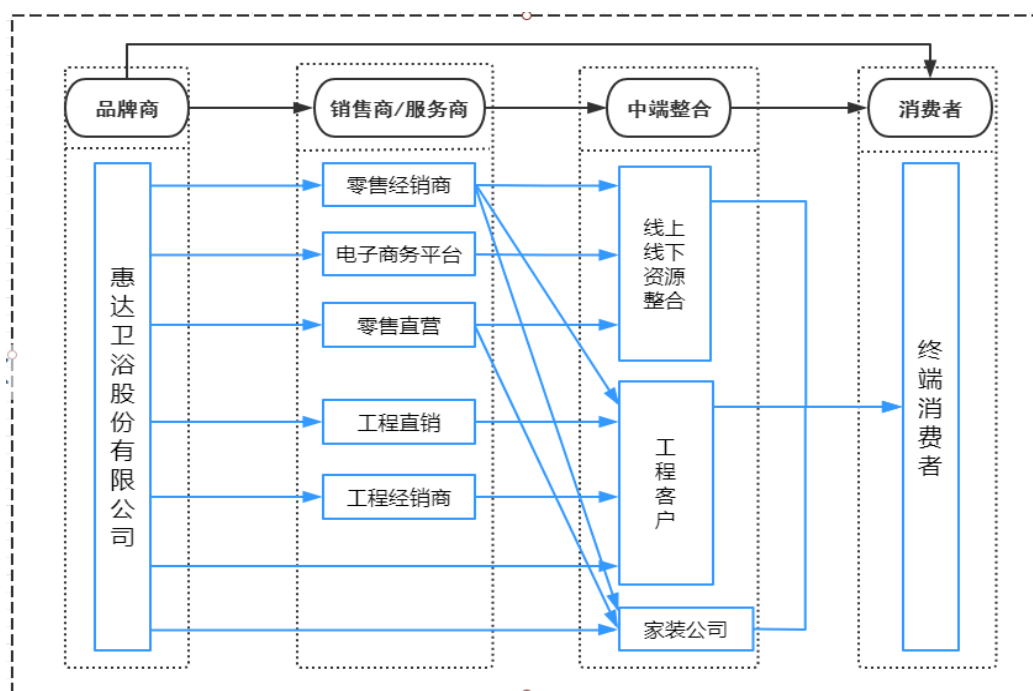 品牌商
销售商/服务商
中端整合
消费者
惠达卫浴股份有限公司
零售经销商
电子商务平台
零售直营
工程直销
工程经销商
线上
线下
资源
整合
工程客户
家装公司
终端消费者